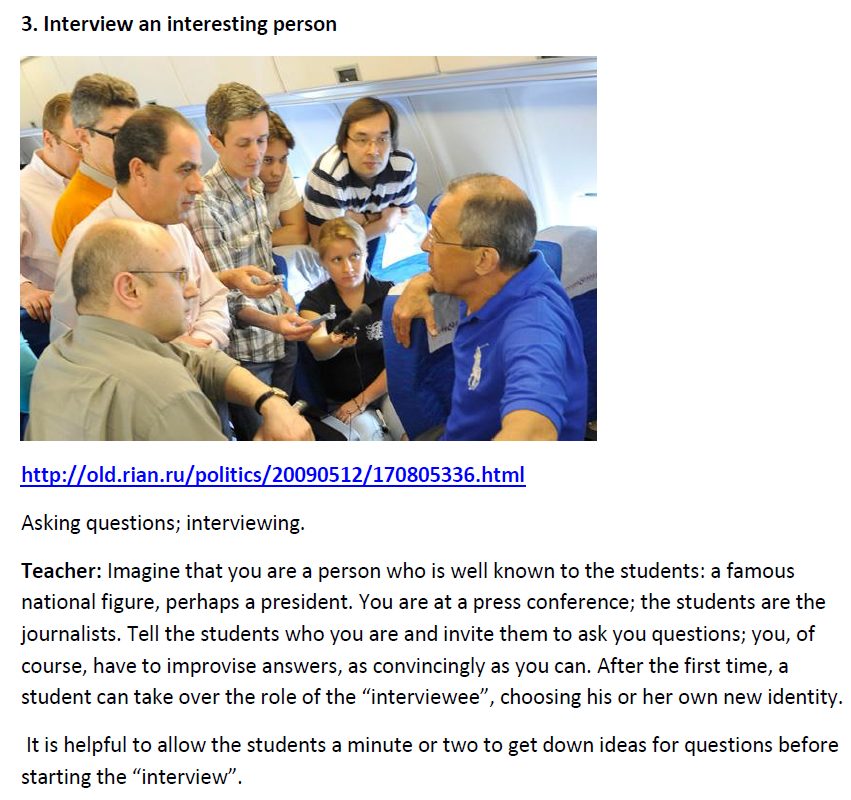 3. Interview an interesting person
http://old.rian.ru/politics/20090512/170805336.html
Asking questions; interviewing.
Teacher: Imagine that you are a person who is well known to the students: a famous
national figure, perhaps a president. You are at a press conference; the students are the
journalists. Tell the students who you are and invite them to ask you questions; you, of
course, have to improvise answers, as convincingly as you can. After the first time, a
student can take over the role of the “interviewee”, choosing his or her own new identity.
It is helpful to allow the students a minute or two to get down ideas for questions before
starting the “interview”.